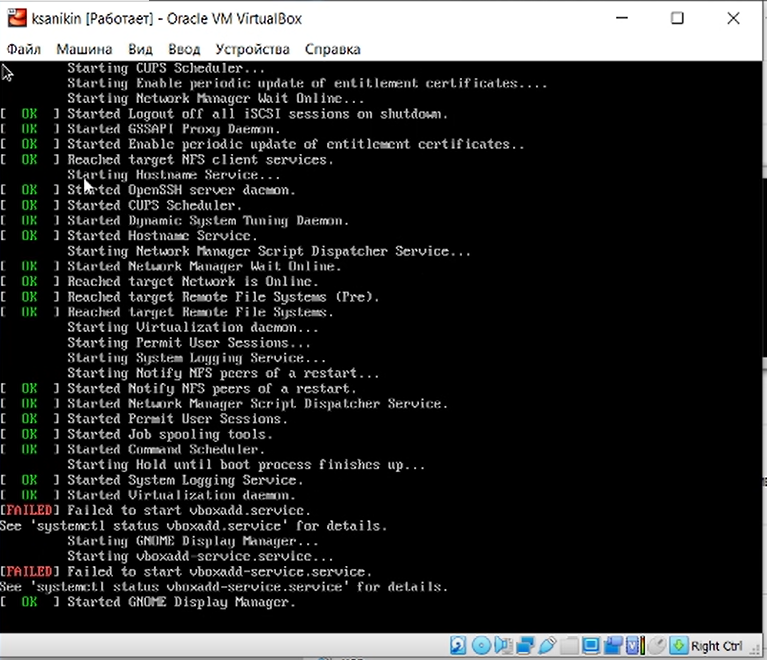 ksanikin [Работает] - Oracle VM VirtualBox
Файл Машина Вид Ввод Устройства Справка
Starting CUPS Scheduler...
Starting Enable periodic update of entitlement certificates....
Starting Network Manager Wait Online...
[  OK  ] Started Logout off all iSCSI sessions on shutdown.
[  OK  ] Started GSSAPI Proxy Daemon.
[  OK  ] Started Enable periodic update of entitlement certificates..
[  OK  ] Reached target NFS client services.
Starting Hostname Service...
[  OK  ] Started OpenSSH server daemon.
[  OK  ] Started CUPS Scheduler.
[  OK  ] Started Dynamic System Tuning Daemon.
[  OK  ] Started Hostname Service.
Starting Network Manager Script Dispatcher Service...
[  OK  ] Started Network Manager Wait Online.
[  OK  ] Reached target Network is Online.
[  OK  ] Reached target Remote File Systems (Pre).
[  OK  ] Reached target Remote File Systems.
Starting Virtualization daemon...
Starting Permit User Sessions...
Starting System Logging Service...
Starting Notify NFS peers of a restart...
[  OK  ] Started Notify NFS peers of a restart.
[  OK  ] Started Network Manager Script Dispatcher Service.
[  OK  ] Started Permit User Sessions.
[  OK  ] Started Job spooling tools.
[  OK  ] Started Command Scheduler.
Starting Hold until boot process finishes up...
[  OK  ] Started System Logging Service.
[  OK  ] Started Virtualization daemon.
[FAILED] Failed to start vboxadd.service.
See 'systemctl status vboxadd.service' for details.
Starting GNOME Display Manager...
Starting vboxadd-service.service...
[FAILED] Failed to start vboxadd-service.service.
See 'systemctl status vboxadd-service.service' for details.
[  OK  ] Started GNOME Display Manager.
Right Ctrl